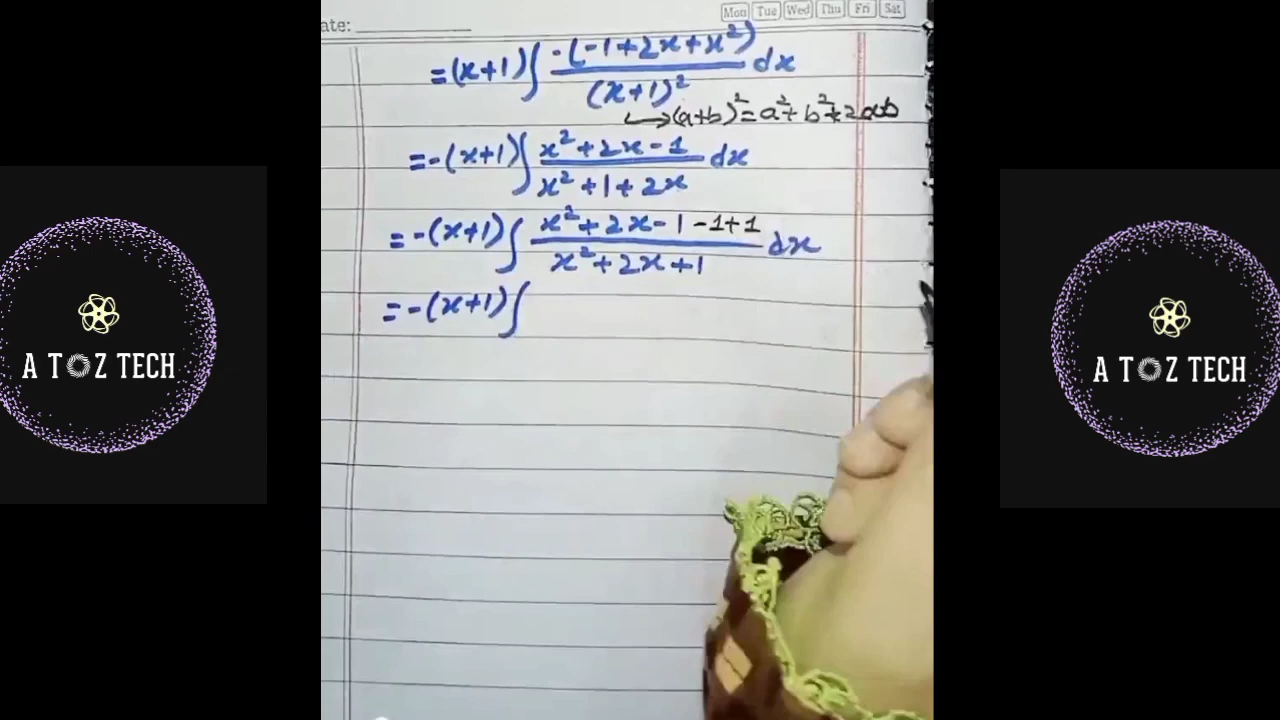 Mon Tue Wed Thu Fri Sat
ate:
=(x+1)∫ -(-1+2x+x²)/(x+1)² dx
↳(a+b)²=a²+b²+2ab
=-(x+1)∫ x²+2x-1/x²+1+2x dx
=-(x+1)∫ x²+2x-1-1+1/x²+2x+1 dx
=-(x+1)∫
A TOZ TECH
A TOZ TECH